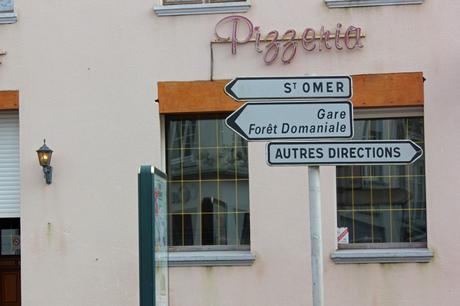 Pizzeria
ST OMER
Gare
Forêt Domaniale
AUTRES DIRECTIONS